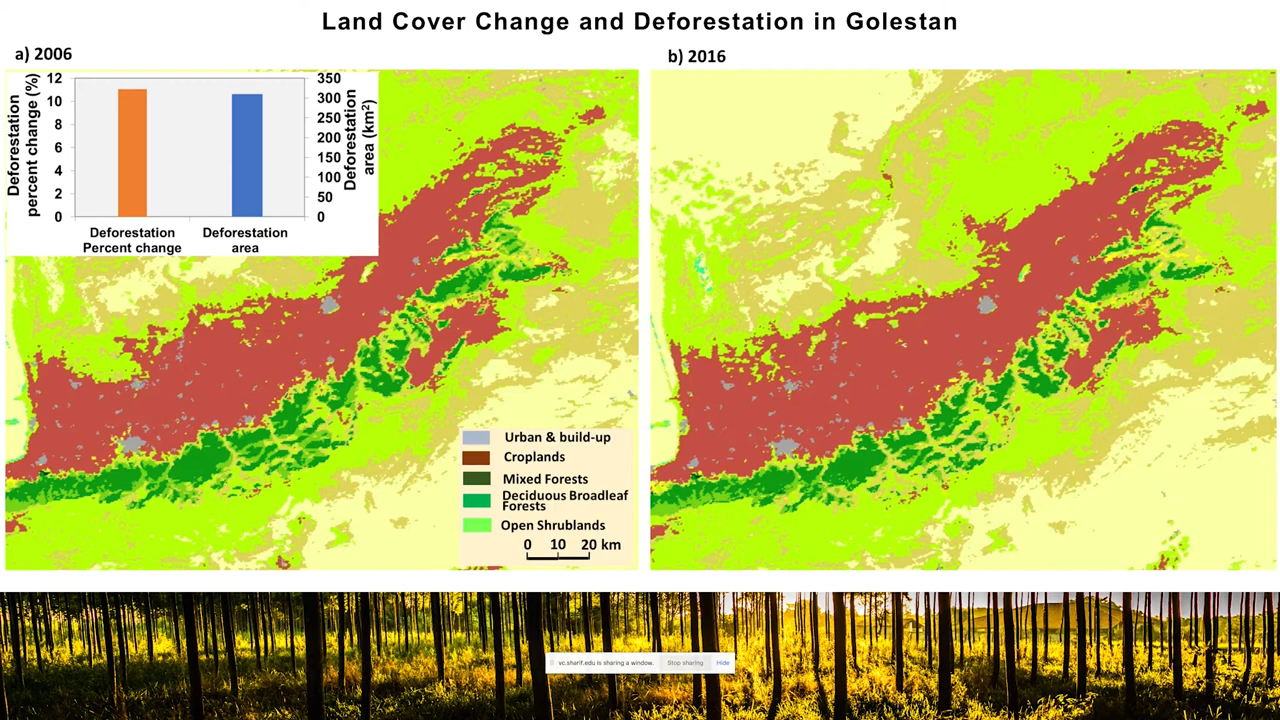 Land Cover Change and Deforestation in Golestan
a) 2006
b) 2016
Deforestation
percent change (%)
12
10
8
6
4
2
0
350
300
250
200
150
100
50
0
Deforestation
area (km²)
Deforestation
Percent change
Deforestation
area
Urban & build-up
Croplands
Mixed Forests
Deciduous Broadleaf
Forests
Open Shrublands
0 10 20 km
vc.sharif.edu is sharing a window. Stop sharing Hide